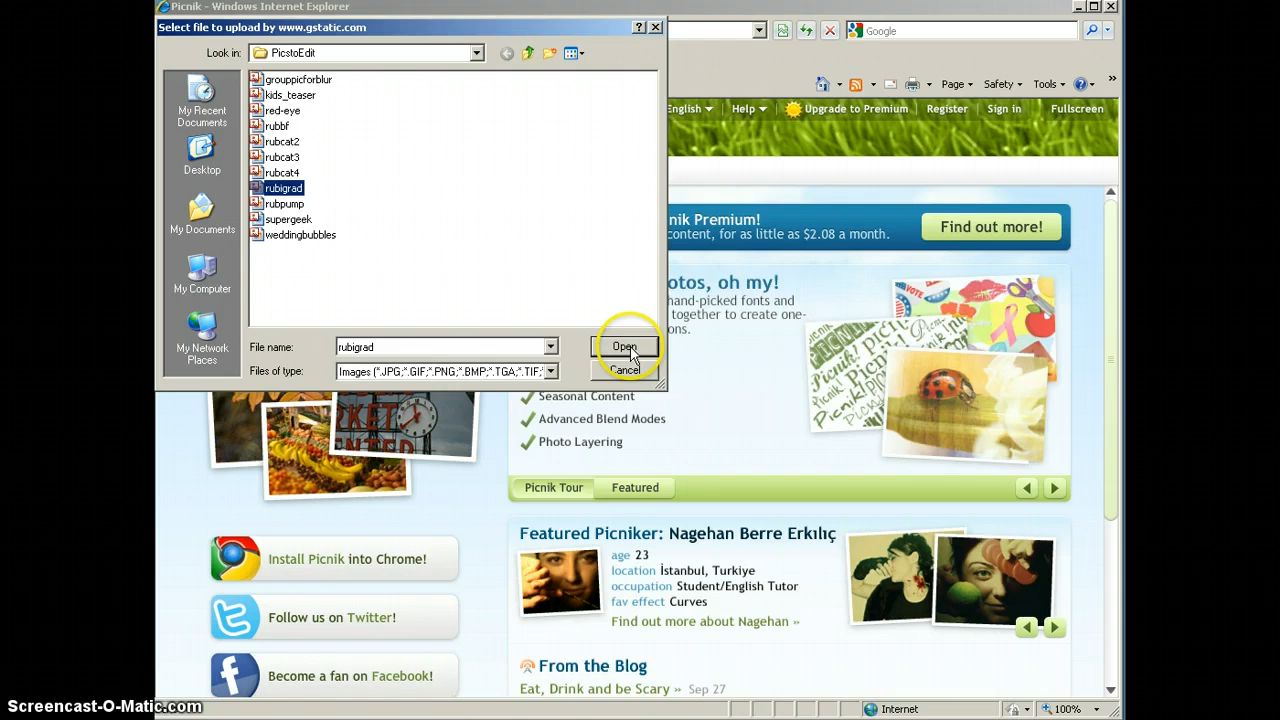 Picnik - Windows Internet Explorer
Select file to upload by www.gstatic.com
Look in:
PicstoEdit
My Recent
Documents
Desktop
My Documents
My Computer
My Network
Places
grouppicforblur
kids_teaser
red-eye
rubbf
rubcat2
rubcat3
rubcat4
rubigrad
rubpump
supergeek
weddingbubbles
File name:
rubigrad
Open
Files of type:
Images (*.JPG;*.GIF;*.PNG;*.BMP;*.TGA;*.TIF;
Cancel
Google
Page
Safety
Tools
»
English
Help
Upgrade to Premium
Register
Sign in
Fullscreen
nik Premium!
content, for as little as $2.08 a month.
Find out more!
otos, oh my!
hand-picked fonts and
together to create one-
ons.
VOTE
Picnik
Seasonal Content
Advanced Blend Modes
Photo Layering
Picnik Tour
Featured
Install Picnik into Chrome!
Follow us on Twitter!
Become a fan on Facebook!
Featured Picniker: Nagehan Berre Erkılıç
age 23
location İstanbul, Turkiye
occupation Student/English Tutor
fav effect Curves
Find out more about Nagehan »
From the Blog
Eat, Drink and be Scary » Sep 27
Internet
100%
Screencast-O-Matic.com